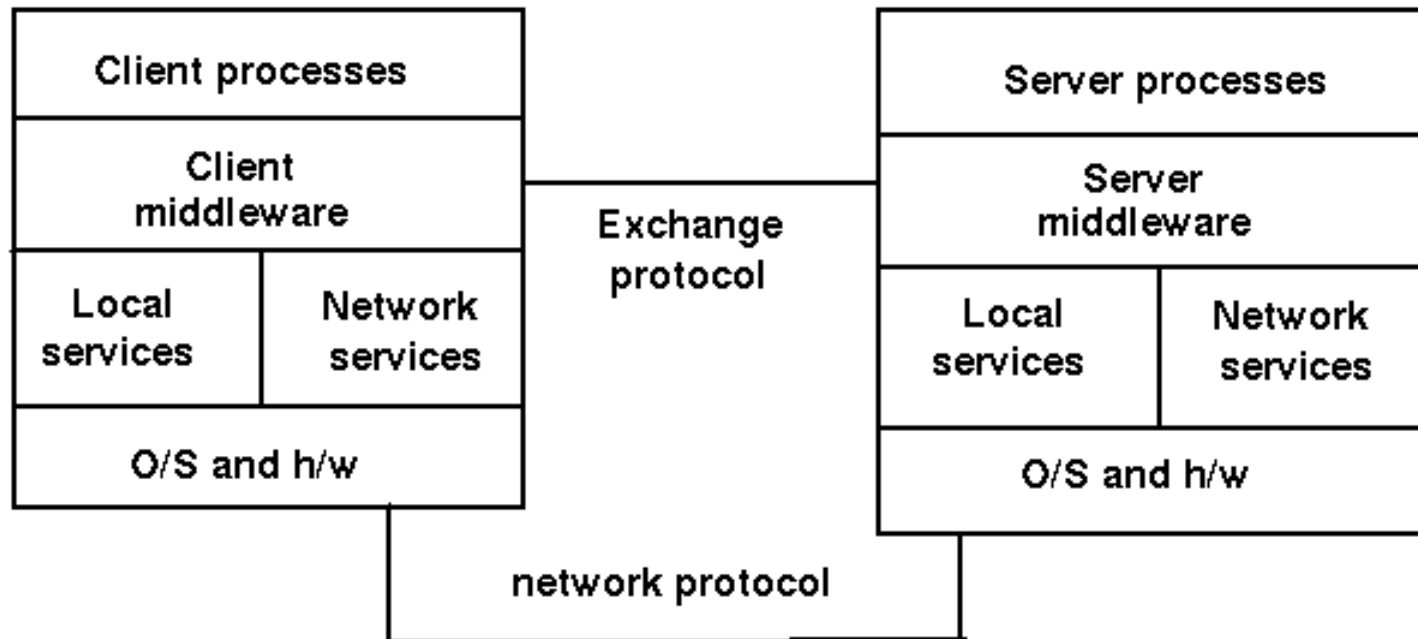 Client processes
Client
middleware
Local
services
Network
services
O/S and h/w
Exchange
protocol
network protocol
Server processes
Server
middleware
Local
services
Network
services
O/S and h/w